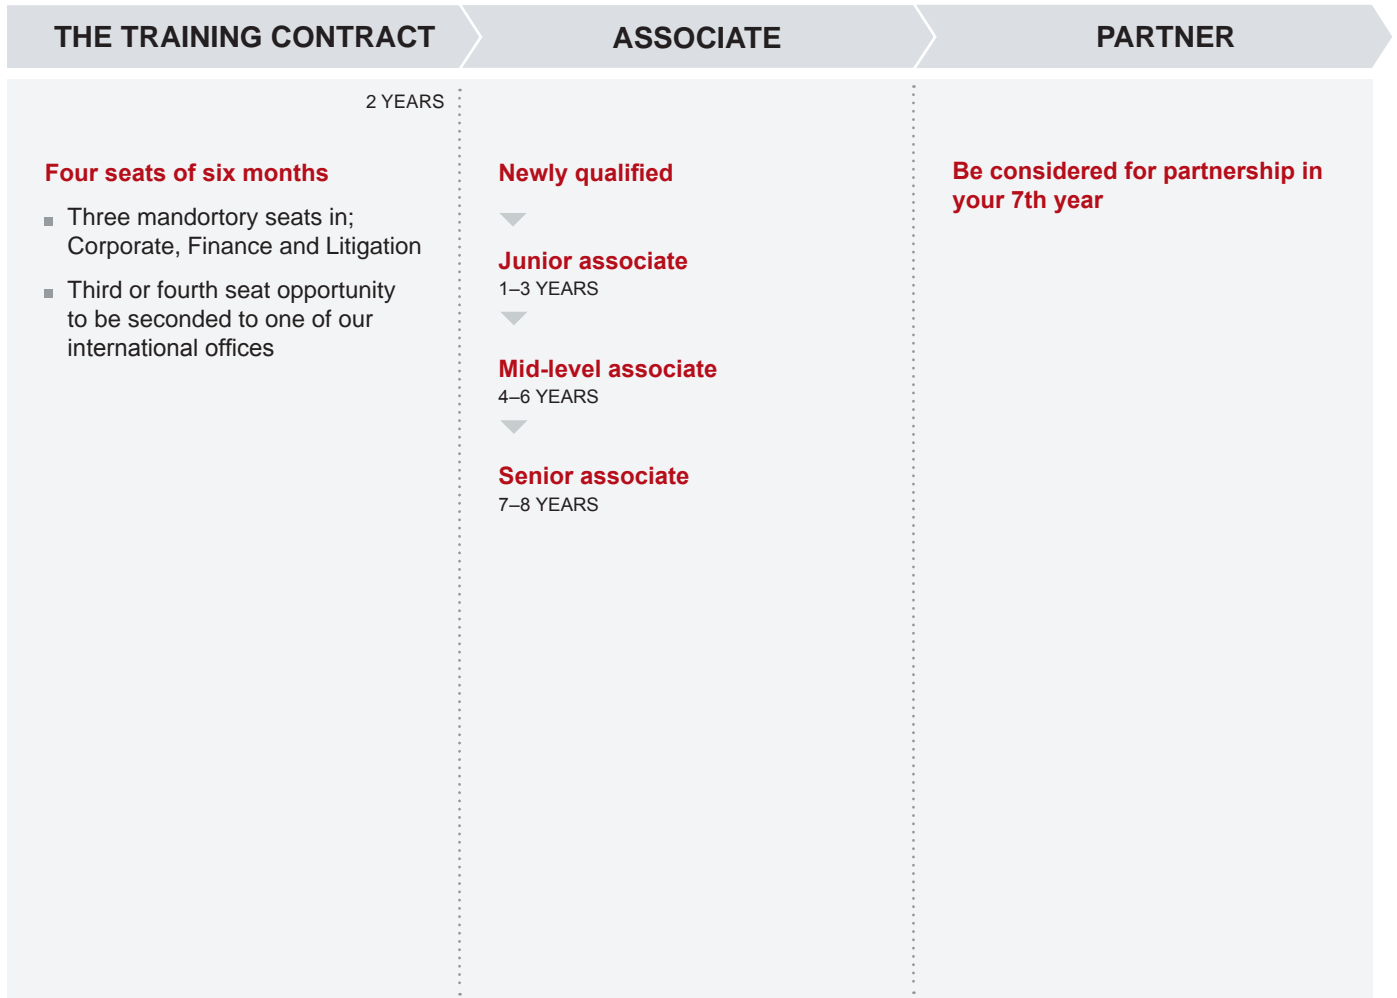 THE TRAINING CONTRACT
ASSOCIATE
PARTNER
2 YEARS
Four seats of six months
Three mandortory seats in;
Corporate, Finance and Litigation
Third or fourth seat opportunity
to be seconded to one of our
international offices
Newly qualified
Junior associate
1–3 YEARS
Mid-level associate
4–6 YEARS
Senior associate
7–8 YEARS
Be considered for partnership in
your 7th year